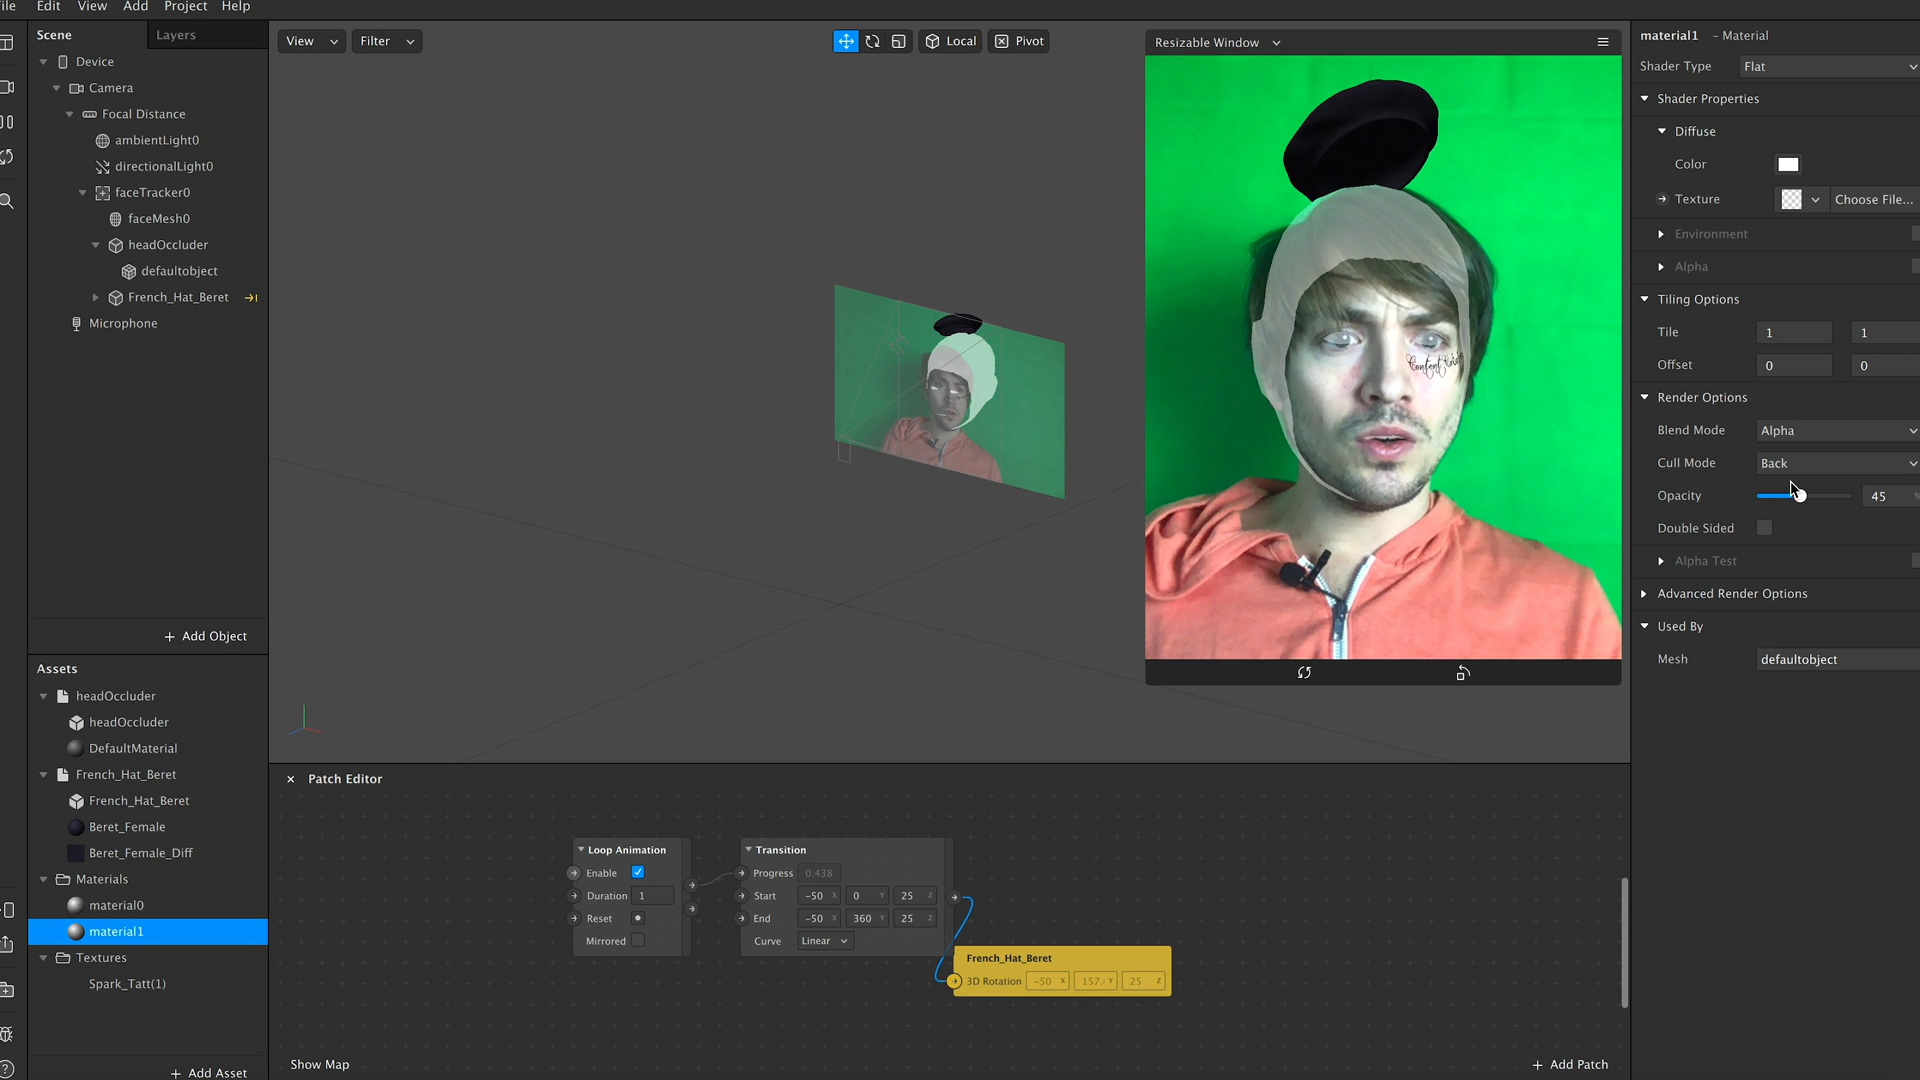 Edit View Add Project Help
Scene
Layers
Device
Camera
Focal Distance
ambientLight0
directionalLight0
faceTracker0
faceMesh0
headOccluder
defaultobject
French_Hat_Beret
Microphone
+ Add Object
Assets
headOccluder
headOccluder
DefaultMaterial
French_Hat_Beret
French_Hat_Beret
Beret_Female
Beret_Female_Diff
Materials
material0
material1
Textures
Spark_Tatt(1)
+ Add Asset
View
Filter
Local
Pivot
Resizable Window
Patch Editor
Loop Animation
Enable
Duration 1
Reset
Mirrored
Transition
Progress 0.438
Start -50 X 0 Y 25 Z
End -50 X 360 Y 25 Z
Curve Linear
French_Hat_Beret
3D Rotation -50 X 157. Y 25 Z
Show Map
+ Add Patch
material1 - Material
Shader Type Flat
Shader Properties
Diffuse
Color
Texture Choose File...
Environment
Alpha
Tiling Options
Tile 1 1
Offset 0 0
Render Options
Blend Mode Alpha
Cull Mode Back
Opacity 45
Double Sided
Alpha Test
Advanced Render Options
Used By
Mesh defaultobject